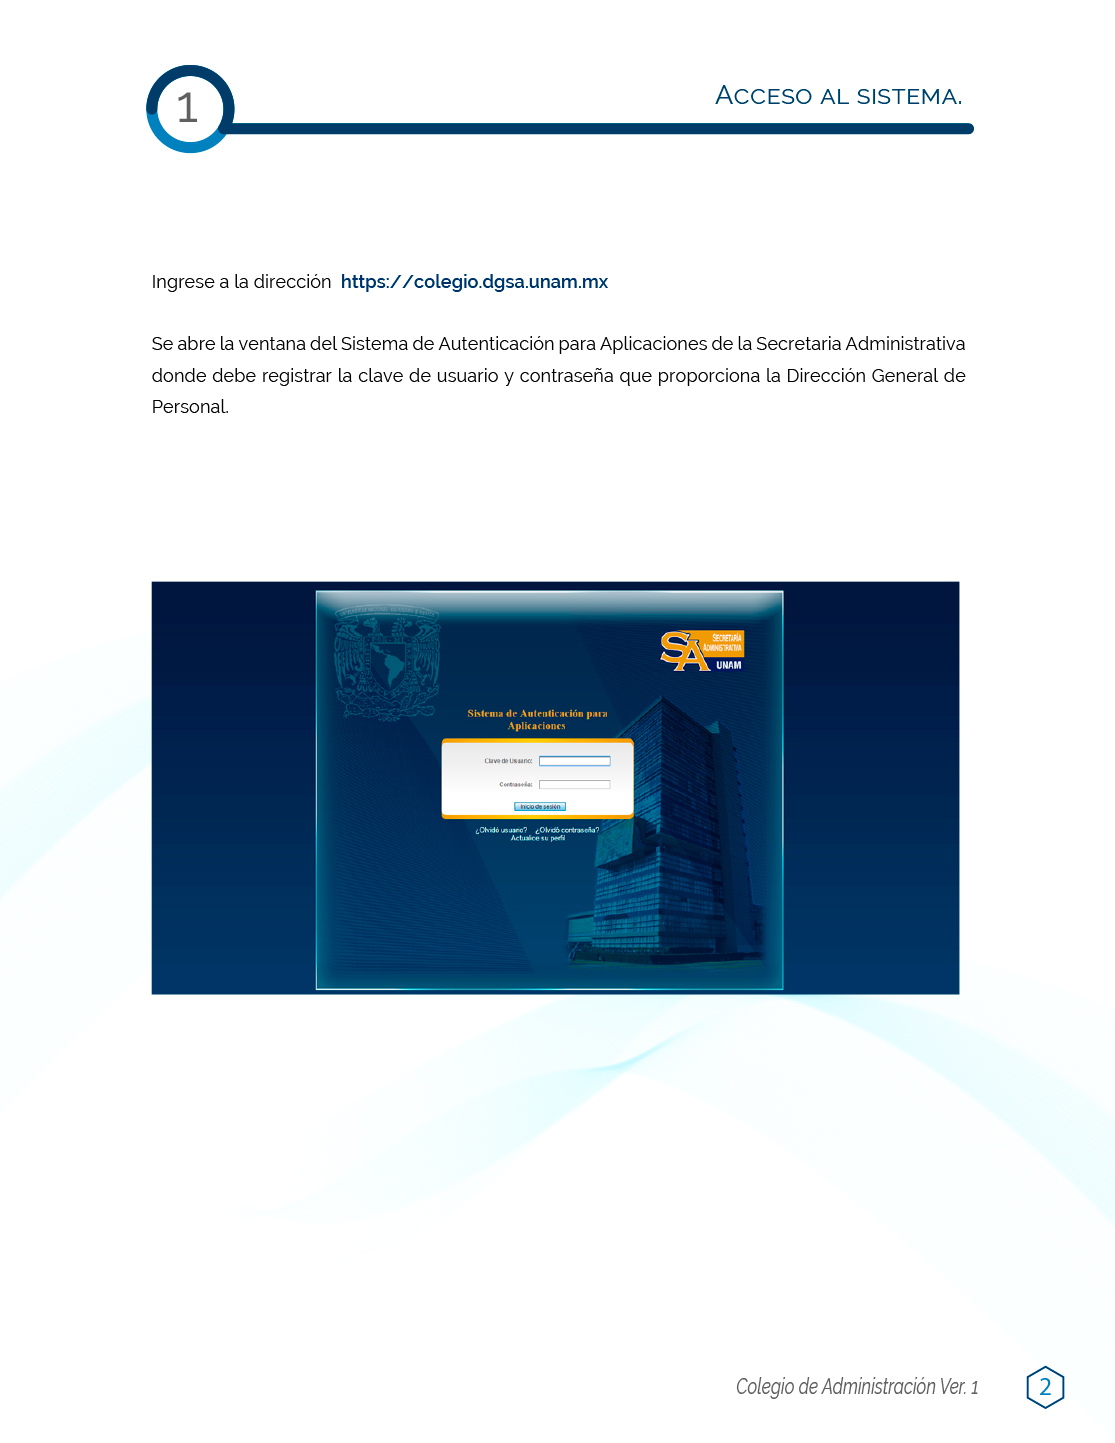 1
Acceso al sistema.
Ingrese a la dirección https://colegio.dgsa.unam.mx
Se abre la ventana del Sistema de Autenticación para Aplicaciones de la Secretaria Administrativa
donde debe registrar la clave de usuario y contraseña que proporciona la Dirección General de
Personal.
Secretaría
Administrativa
SA
UNAM
Sistema de Autenticación para
Aplicaciones
Clave de Usuario:
Contraseña:
Inicio de sesión
¿Olvidó usuario? ¿Olvidó contraseña?
Actualice su perfil
Colegio de Administración Ver. 1
2